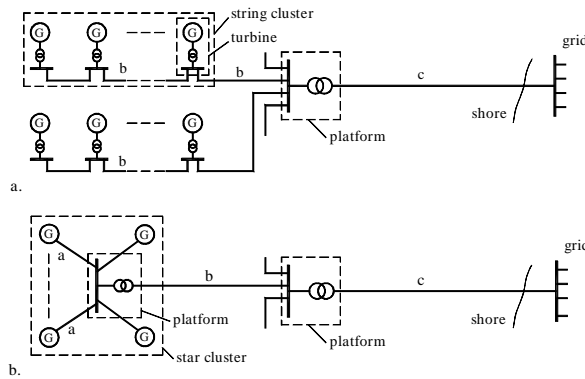 string cluster
G G G
turbine
grid
b b c
platform
shore
G G G
b
a.
grid
G G
a
b c
platform
shore
platform
a
G G
star cluster
b.